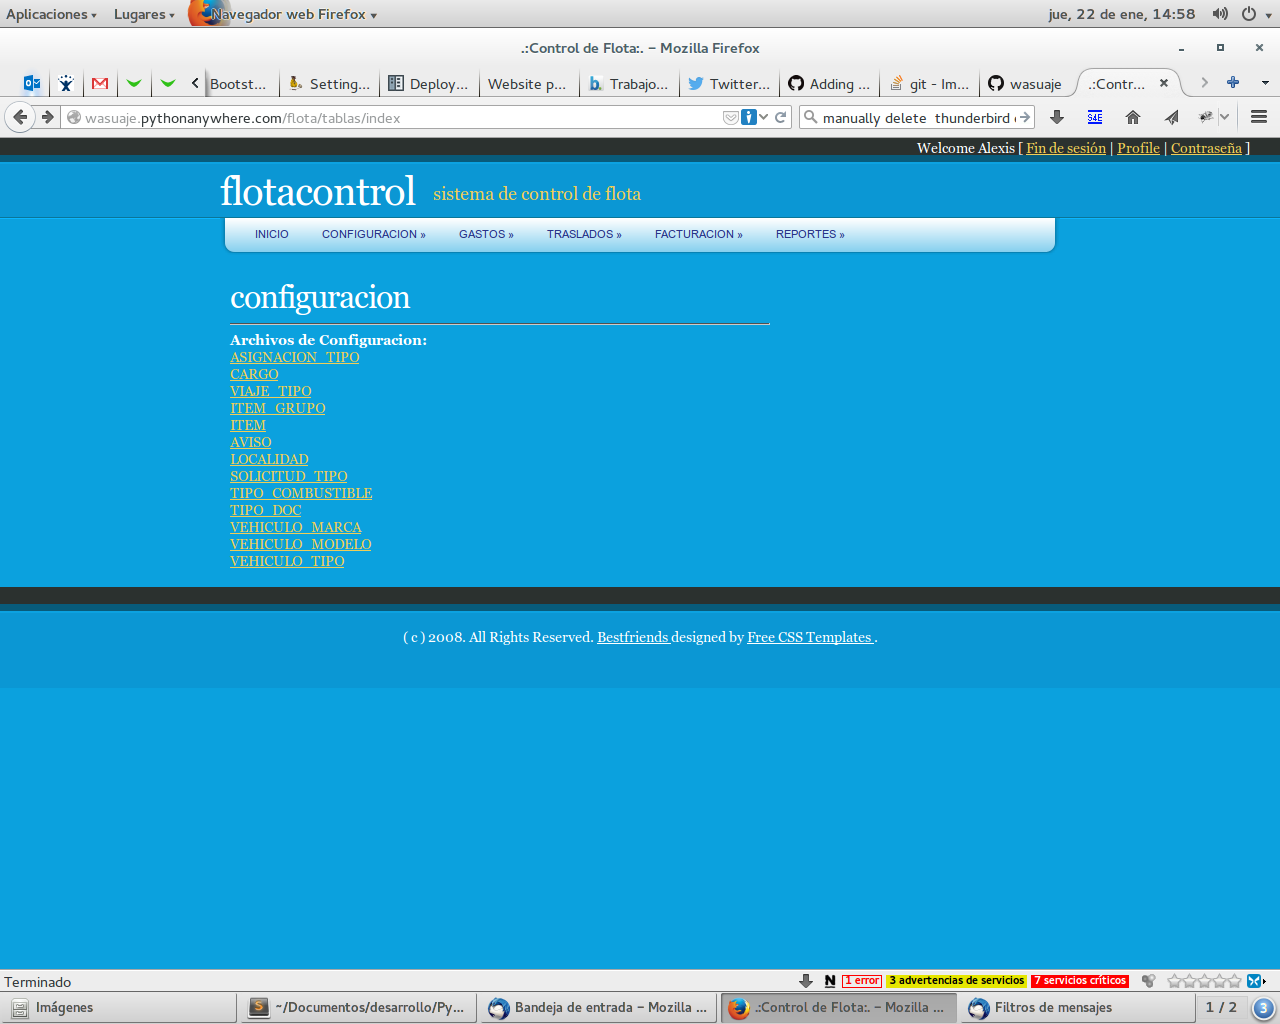 Aplicaciones Lugares Navegador web Firefox jue, 22 de ene, 14:58
.:Control de Flota:. – Mozilla Firefox
Bootst... Setting... Deploy... Website p... Trabajo... Twitter... Adding ... git - Im... wasuaje .:Contr...
wasuaje.pythonanywhere.com/flota/tablas/index manually delete thunderbird S4E
Welcome Alexis [ Fin de sesión | Profile | Contraseña ]
flotacontrol sistema de control de flota
INICIO CONFIGURACION » GASTOS » TRASLADOS » FACTURACION » REPORTES »
configuracion
Archivos de Configuracion:
ASIGNACION_TIPO
CARGO
VIAJE_TIPO
ITEM_GRUPO
ITEM
AVISO
LOCALIDAD
SOLICITUD_TIPO
TIPO_COMBUSTIBLE
TIPO_DOC
VEHICULO_MARCA
VEHICULO_MODELO
VEHICULO_TIPO
( c ) 2008. All Rights Reserved. Bestfriends designed by Free CSS Templates .
Terminado N 1 error 3 advertencias de servicios 7 servicios críticos
Imágenes ~/Documentos/desarrollo/Py... Bandeja de entrada – Mozilla ... .:Control de Flota:. – Mozilla ... Filtros de mensajes 1 / 2 3